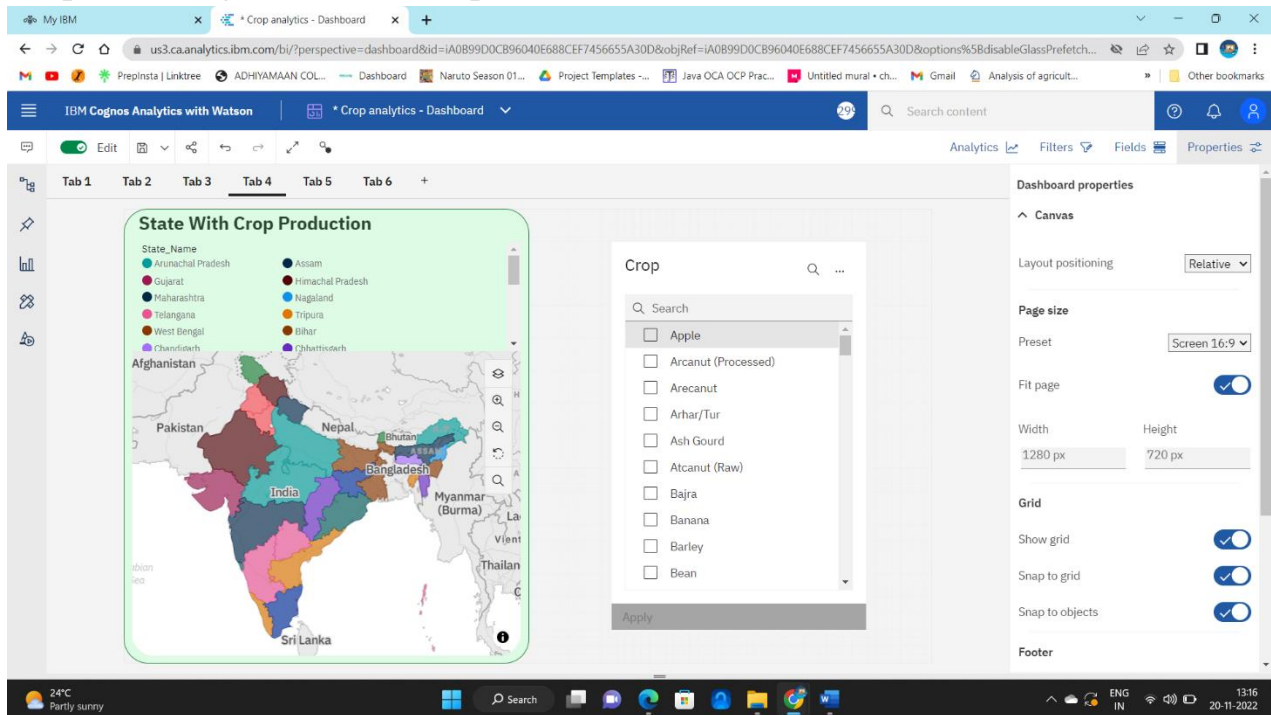 My IBM
* Crop analytics - Dashboard
us3.ca.analytics.ibm.com/bi/?perspective=dashboard&id=iA0B99D0CB96040E688CEF7456655A30D&objRef=iA0B99D0CB96040E688CEF7456655A30D&options%5BdisableGlassPrefetch...
PrepInsta | Linktree
ADHIYAMAAN COL...
Dashboard
Naruto Season 01...
Project Templates -...
Java OCA OCP Prac...
Untitled mural • ch...
Gmail
Analysis of agricult...
»
Other bookmarks
IBM Cognos Analytics with Watson
* Crop analytics - Dashboard
Search content
Edit
Analytics
Filters
Fields
Properties
Tab 1
Tab 2
Tab 3
Tab 4
Tab 5
Tab 6
+
State With Crop Production
State_Name
Arunachal Pradesh
Assam
Gujarat
Himachal Pradesh
Maharashtra
Nagaland
Telangana
Tripura
West Bengal
Bihar
Chandigarh
Chhattisgarh
Afghanistan
Pakistan
Nepal
Bhutan
ASSAM
Bangladesh
India
Myanmar
(Burma)
Sri Lanka
Crop
...
Search
Apple
Arcanut (Processed)
Arecanut
Arhar/Tur
Ash Gourd
Atcanut (Raw)
Bajra
Banana
Barley
Bean
Apply
Dashboard properties
Canvas
Layout positioning
Relative
Page size
Preset
Screen 16:9
Fit page
Width
Height
1280 px
720 px
Grid
Show grid
Snap to grid
Snap to objects
Footer
24°C
Partly sunny
Search
ENG
IN
13:16
20-11-2022